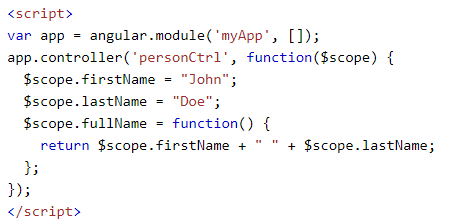 <script>
var app = angular.module('myApp', []);
app.controller('personCtrl', function($scope) {
  $scope.firstName = "John";
  $scope.lastName = "Doe";
  $scope.fullName = function() {
    return $scope.firstName + " " + $scope.lastName;
  };
});
</script>